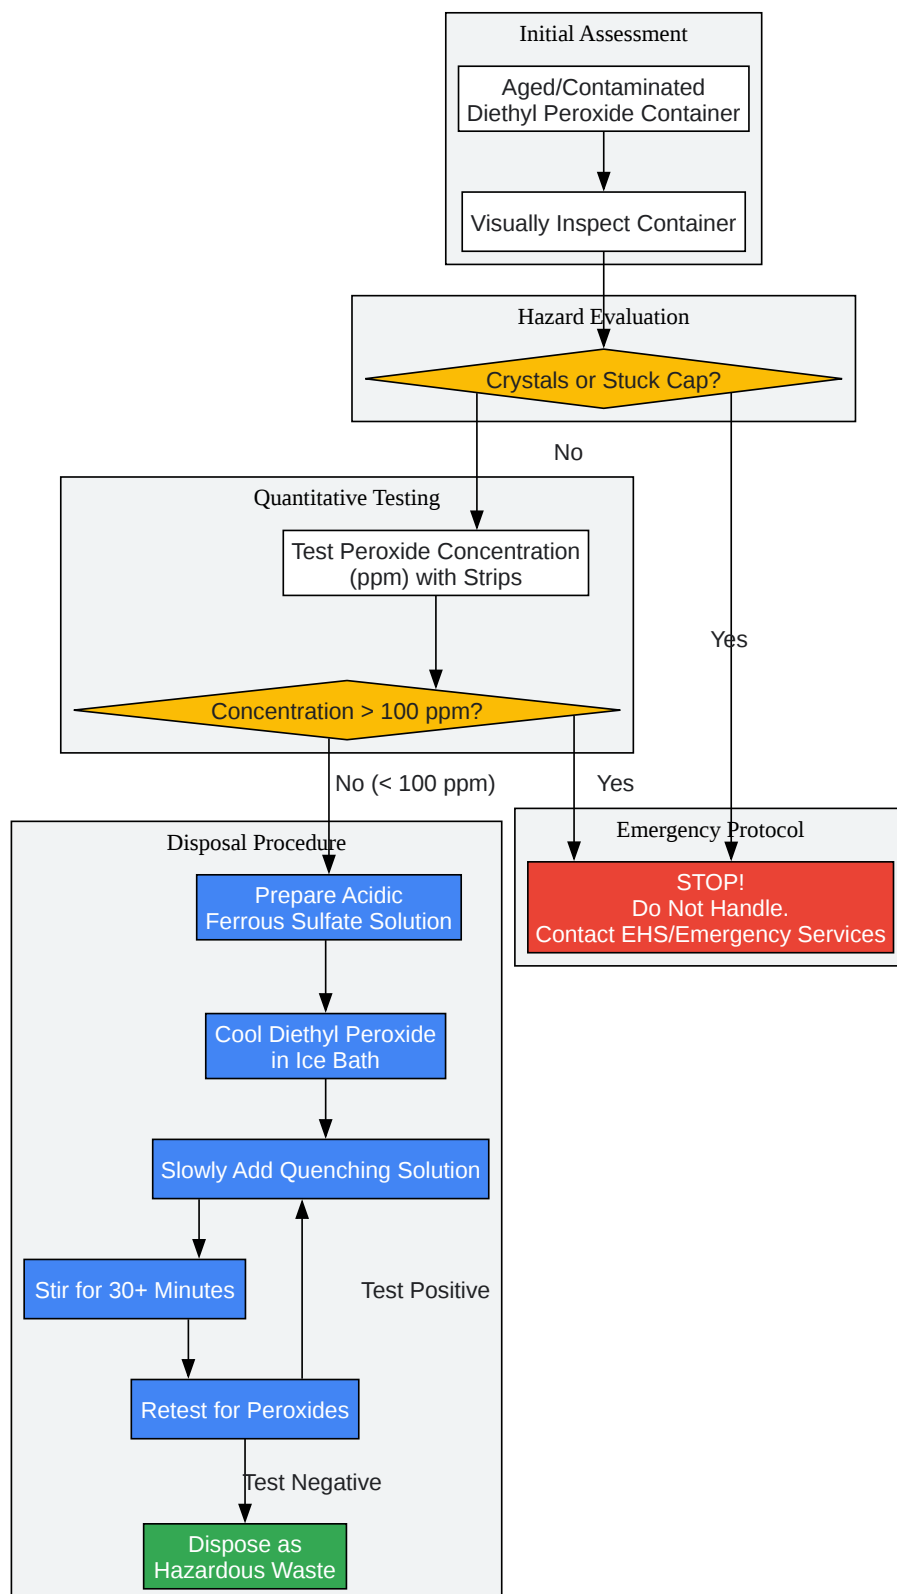 Initial Assessment
Aged/Contaminated
Diethyl Peroxide Container
Visually Inspect Container
Hazard Evaluation
Crystals or Stuck Cap?
No
Quantitative Testing
Test Peroxide Concentration
(ppm) with Strips
Yes
Concentration > 100 ppm?
No (< 100 ppm)
Yes
Emergency Protocol
STOP!
Do Not Handle.
Contact EHS/Emergency Services
Disposal Procedure
Prepare Acidic
Ferrous Sulfate Solution
Cool Diethyl Peroxide
in Ice Bath
Slowly Add Quenching Solution
Stir for 30+ Minutes
Test Positive
Retest for Peroxides
Test Negative
Dispose as
Hazardous Waste